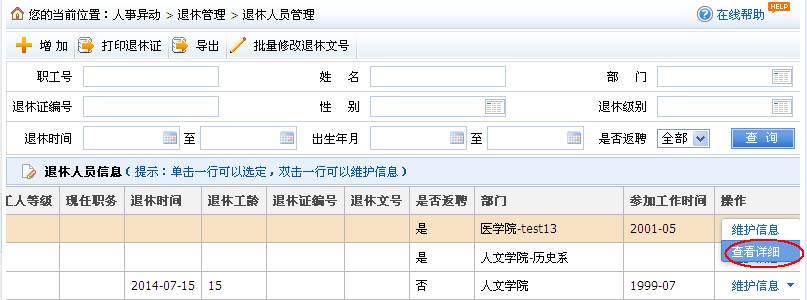 您的当前位置：人事异动 > 退休管理 > 退休人员管理 在线帮助 HELP
增 加 打印退休证 导出 批量修改退休文号
职工号 姓 名 部 门
退休证编号 性 别 退休级别
退休时间 至 出生年月 至 是否返聘 全部 查 询
退休人员信息（提示：单击一行可以选定，双击一行可以维护信息）
工人等级 现任职务 退休时间 退休工龄 退休证编号 退休文号 是否返聘 部门 参加工作时间 操作
是 医学院-test13 2001-05 维护信息
查看详细
是 人文学院-历史系
2014-07-15 15 否 人文学院 1999-07 维护信息